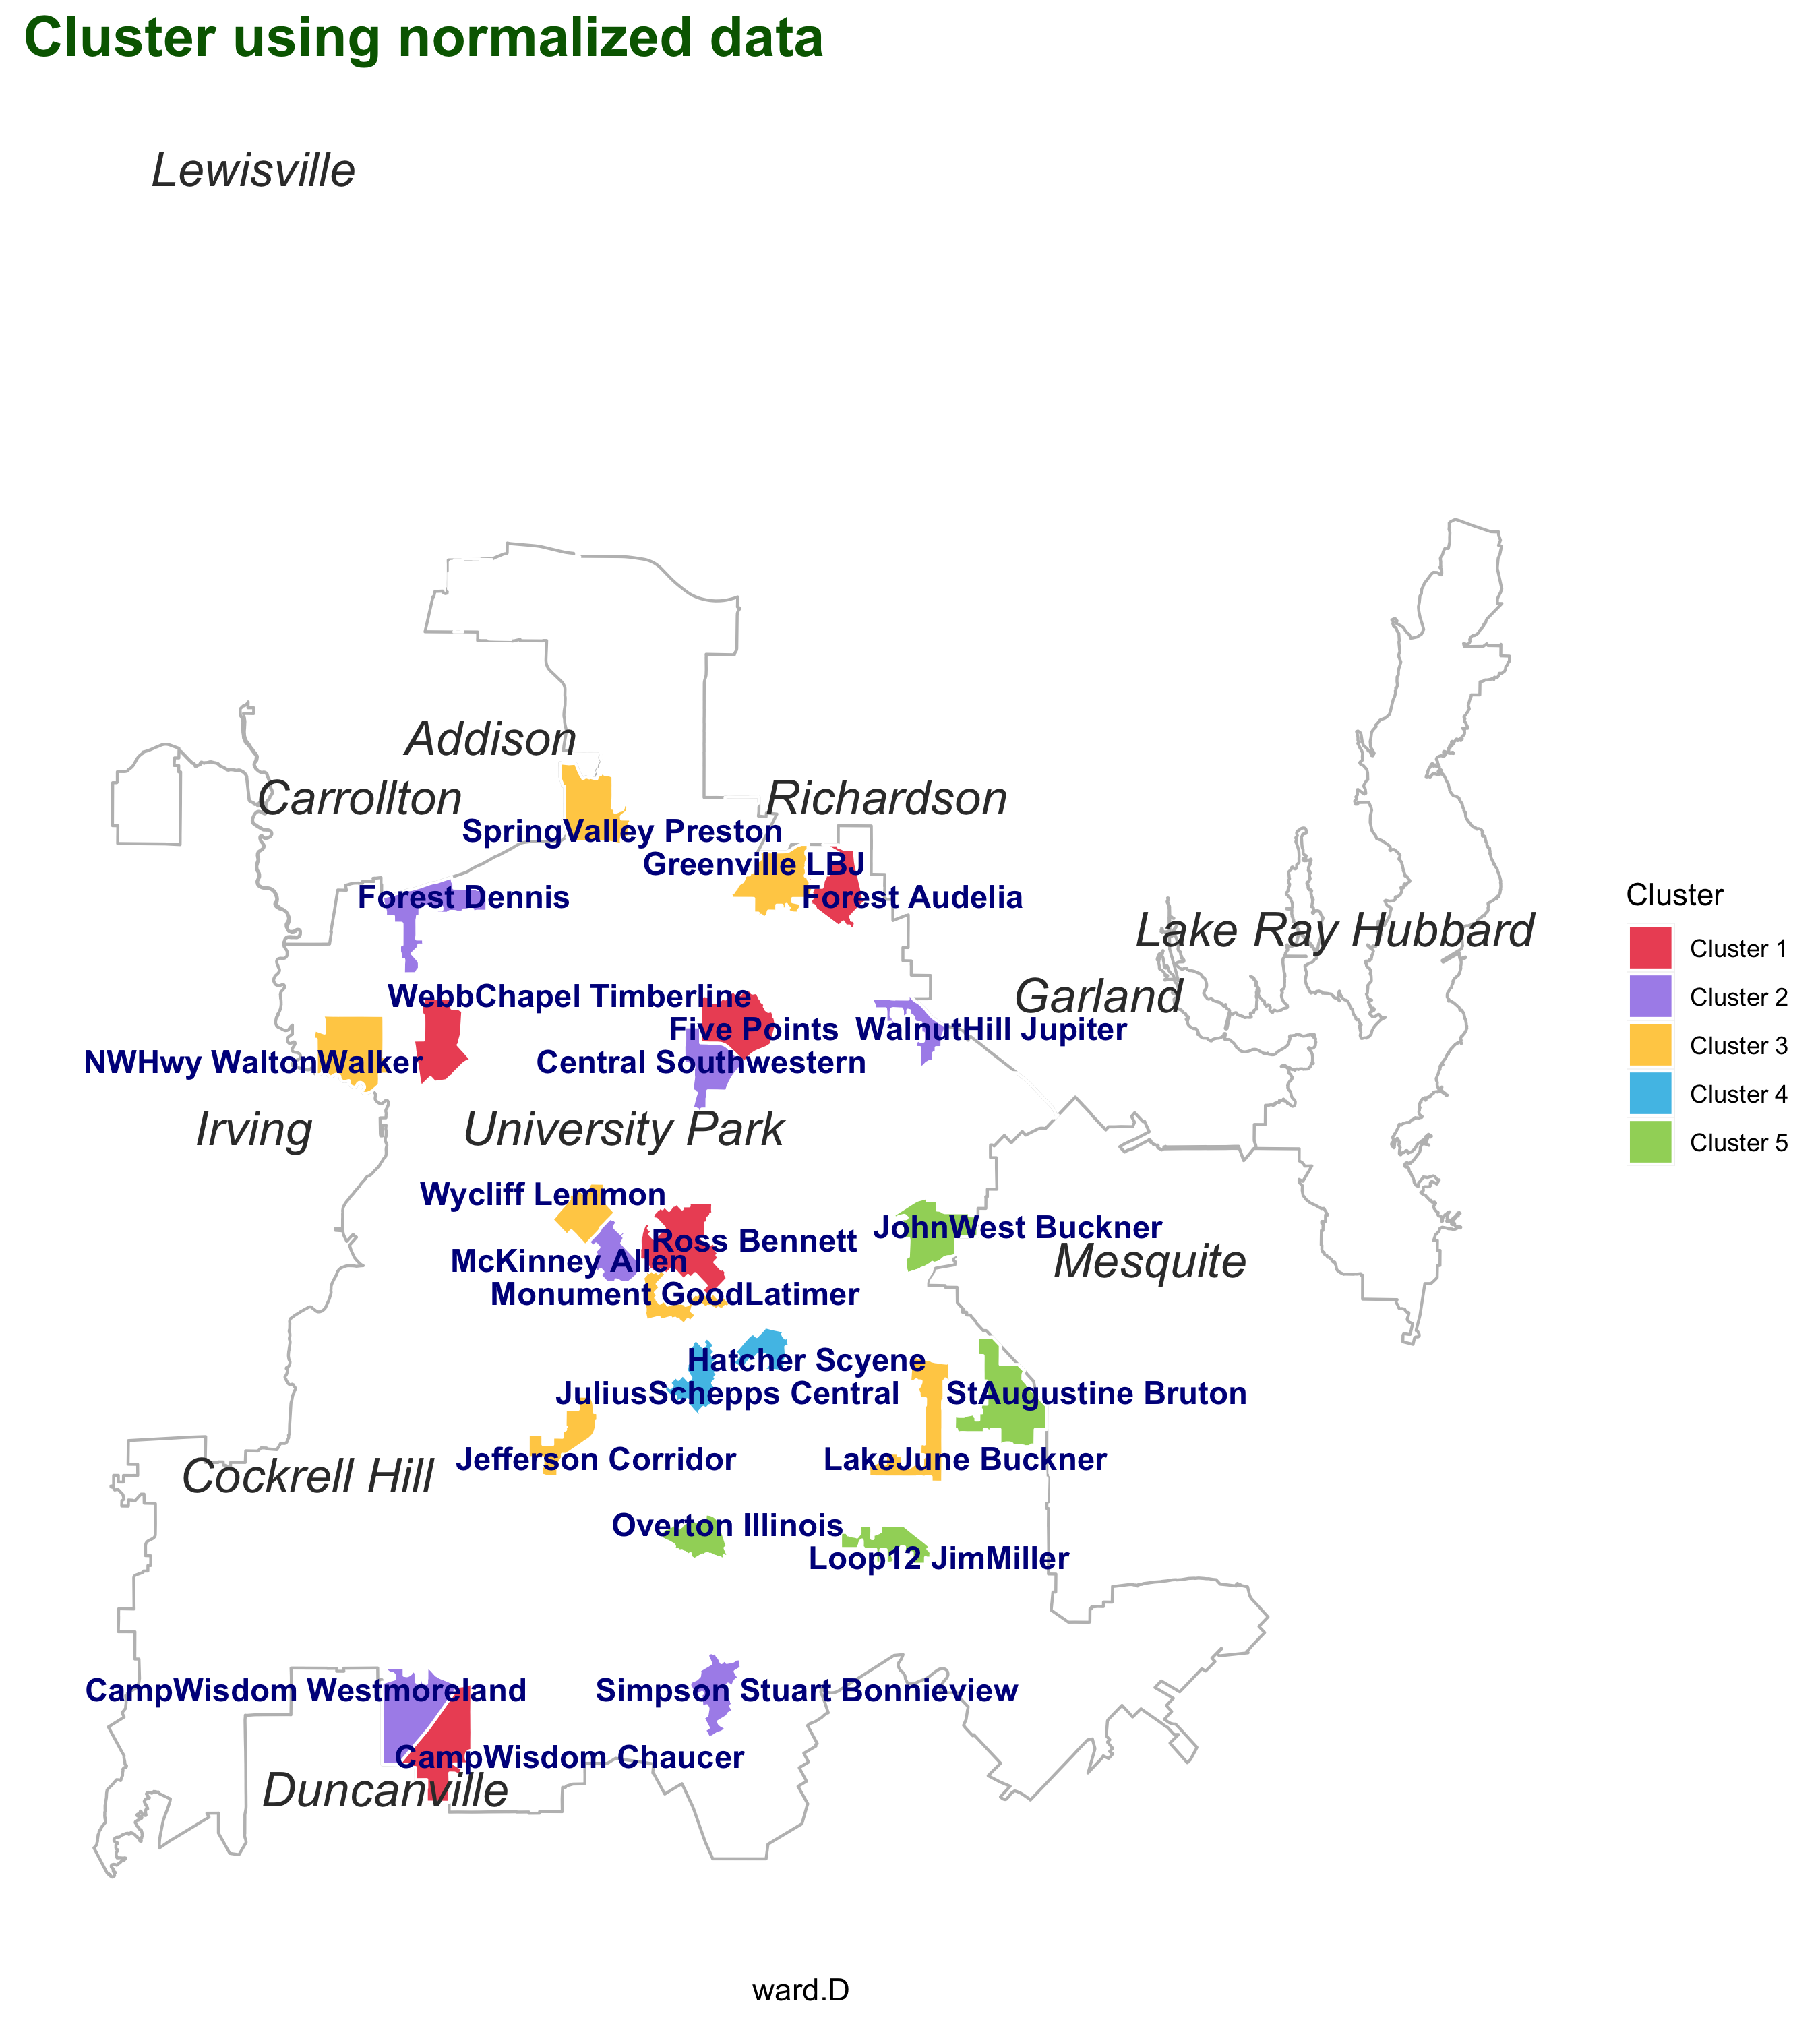 Cluster using normalized data
Lewisville
Addison
Carrollton
Richardson
SpringValley Preston
Greenville LBJ
Forest Dennis
Forest Audelia
Cluster
Lake Ray Hubbard
Cluster 1
Cluster 2
Cluster 3
Cluster 4
Cluster 5
WebbChapel Timberline
Garland
Five Points
WalnutHill Jupiter
NWHwy WaltonWalker
Central Southwestern
Irving
University Park
Wycliff Lemmon
JohnWest Buckner
Ross Bennett
McKinney Allen
Mesquite
Monument GoodLatimer
Hatcher Scyene
JuliusSchepps Central
StAugustine Bruton
Jefferson Corridor
LakeJune Buckner
Cockrell Hill
Overton Illinois
Loop12 JimMiller
CampWisdom Westmoreland
Simpson Stuart Bonnieview
CampWisdom Chaucer
Duncanville
ward.D